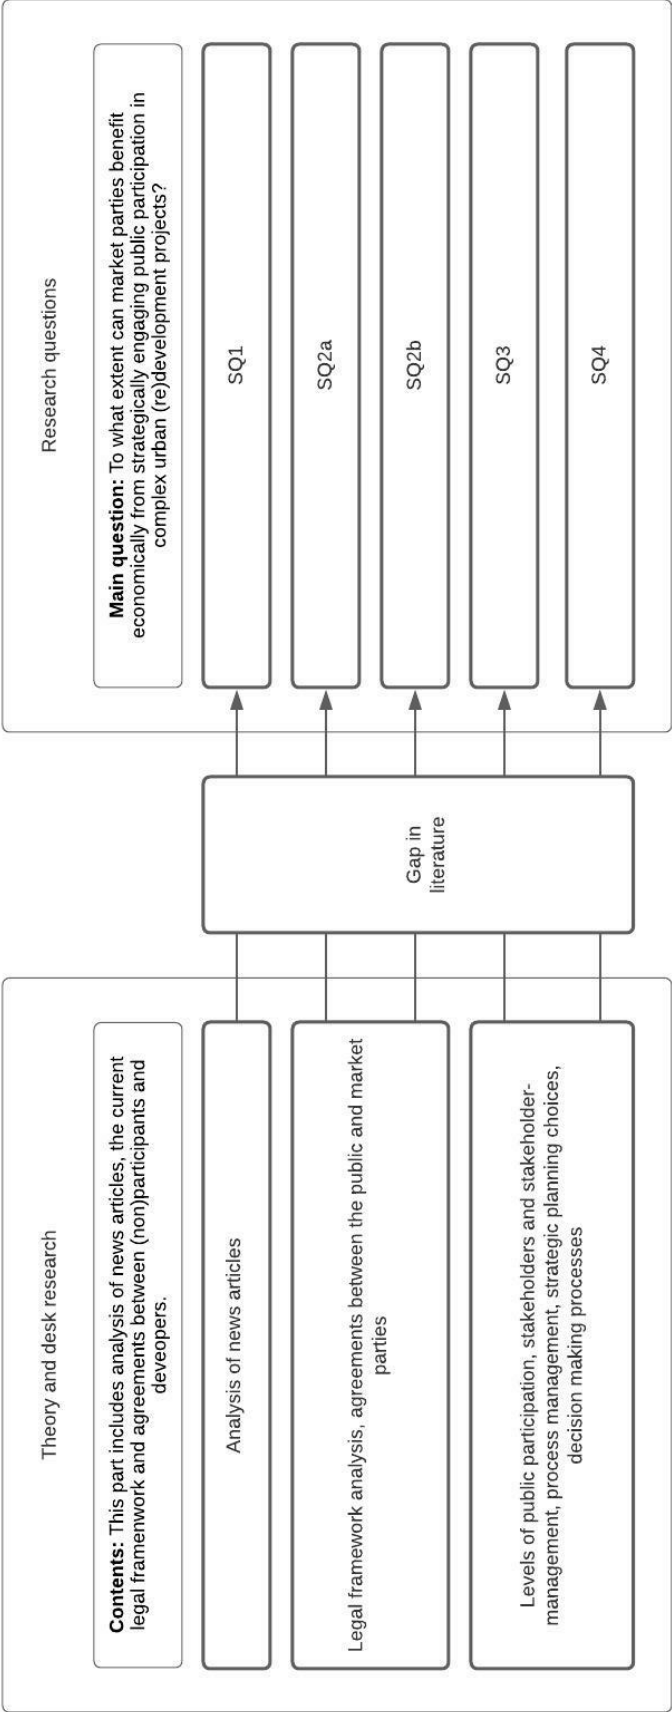 Theory and desk research
Contents: This part includes analysis of news articles, the current
legal framenwork and agreements between (non)participants and
deveopers.
Analysis of news articles
Legal framework analysis, agreements between the public and market
parties
Levels of public participation, stakeholders and stakeholder-
management, process management, strategic planning choices,
decision making processes
Gap in
literature
Research questions
Main question: To what extent can market parties benefit
economically from strategically engaging public participation in
complex urban (re)development projects?
SQ1
SQ2a
SQ2b
SQ3
SQ4